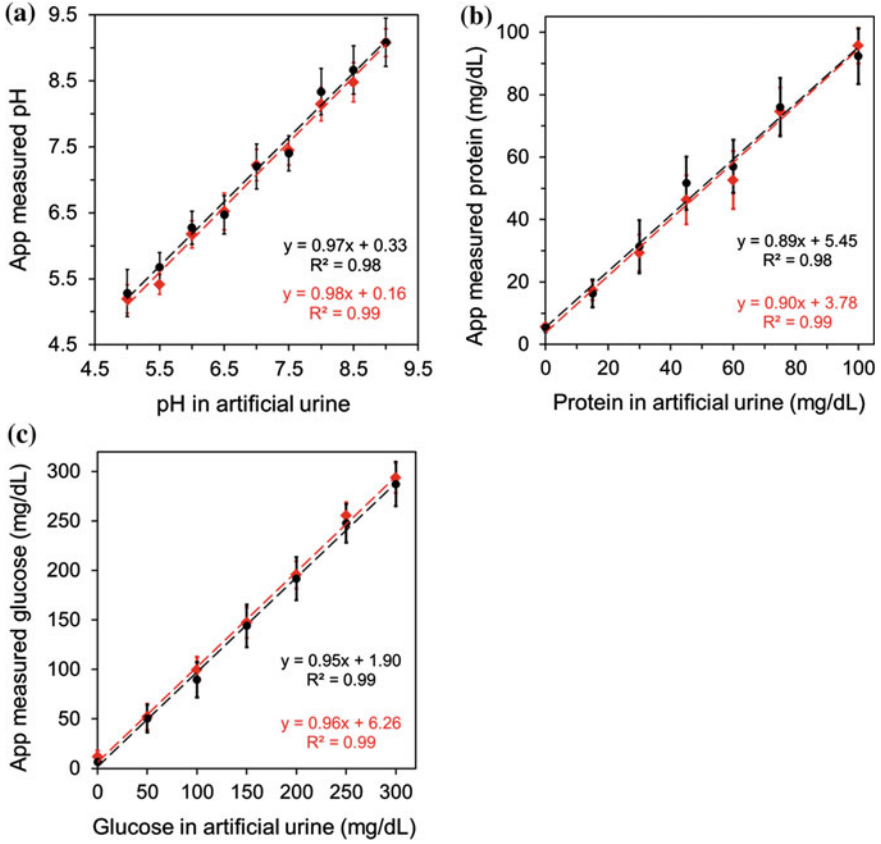 (a)
9.5
8.5
7.5
6.5
5.5
4.5
App measured pH
y = 0.97x + 0.33
R² = 0.98
y = 0.98x + 0.16
R² = 0.99
4.5 5.5 6.5 7.5 8.5 9.5
pH in artificial urine
(b)
100
80
60
40
20
0
App measured protein (mg/dL)
y = 0.89x + 5.45
R² = 0.98
y = 0.90x + 3.78
R² = 0.99
0 20 40 60 80 100
Protein in artificial urine (mg/dL)
(c)
300
250
200
150
100
50
0
App measured glucose (mg/dL)
y = 0.95x + 1.90
R² = 0.99
y = 0.96x + 6.26
R² = 0.99
0 50 100 150 200 250 300
Glucose in artificial urine (mg/dL)